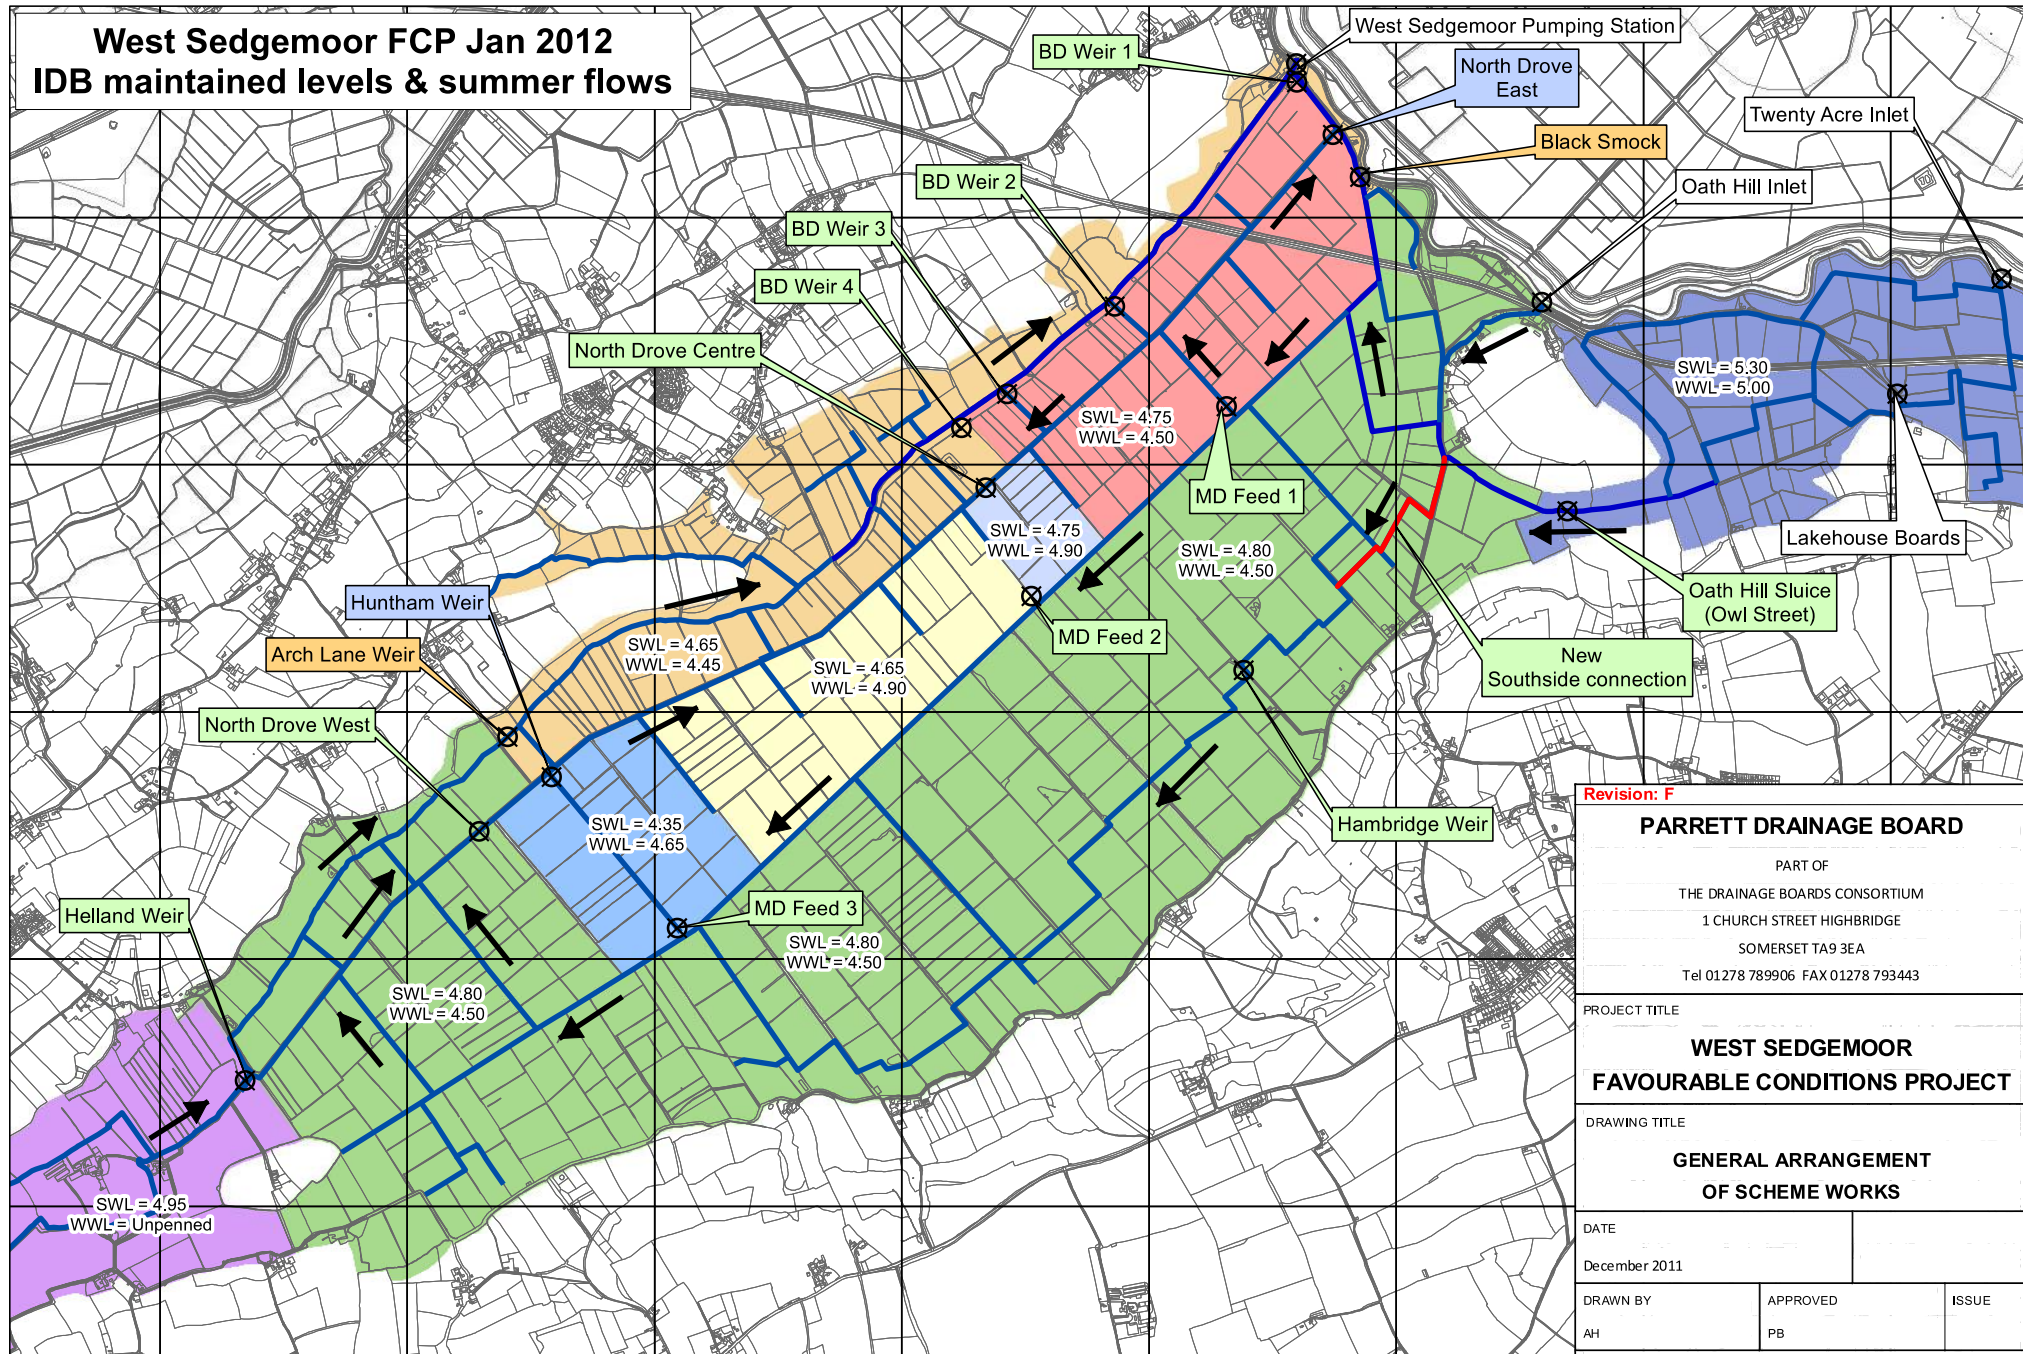 West Sedgemoor FCP Jan 2012
IDB maintained levels & summer flows
BD Weir 1
West Sedgemoor Pumping Station
North Drove
East
Twenty Acre Inlet
Black Smock
Oath Hill Inlet
BD Weir 2
BD Weir 3
BD Weir 4
North Drove Centre
SWL = 5.30
WWL = 5.00
SWL = 4.75
WWL = 4.50
MD Feed 1
SWL = 4.75
WWL = 4.90
SWL = 4.80
WWL = 4.50
Lakehouse Boards
Oath Hill Sluice
(Owl Street)
Huntham Weir
MD Feed 2
Arch Lane Weir
SWL = 4.65
WWL = 4.45
SWL = 4.65
WWL = 4.90
New
Southside connection
North Drove West
SWL = 4.35
WWL = 4.65
Hambridge Weir
Helland Weir
MD Feed 3
SWL = 4.80
WWL = 4.50
SWL = 4.80
WWL = 4.50
SWL = 4.95
WWL = Unpenned
Revision: F
PARRETT DRAINAGE BOARD
PART OF
THE DRAINAGE BOARDS CONSORTIUM
1 CHURCH STREET HIGHBRIDGE
SOMERSET TA9 3EA
Tel 01278 789906 FAX 01278 793443
PROJECT TITLE
WEST SEDGEMOOR
FAVOURABLE CONDITIONS PROJECT
DRAWING TITLE
GENERAL ARRANGEMENT
OF SCHEME WORKS
DATE
December 2011
DRAWN BY
APPROVED
ISSUE
AH
PB